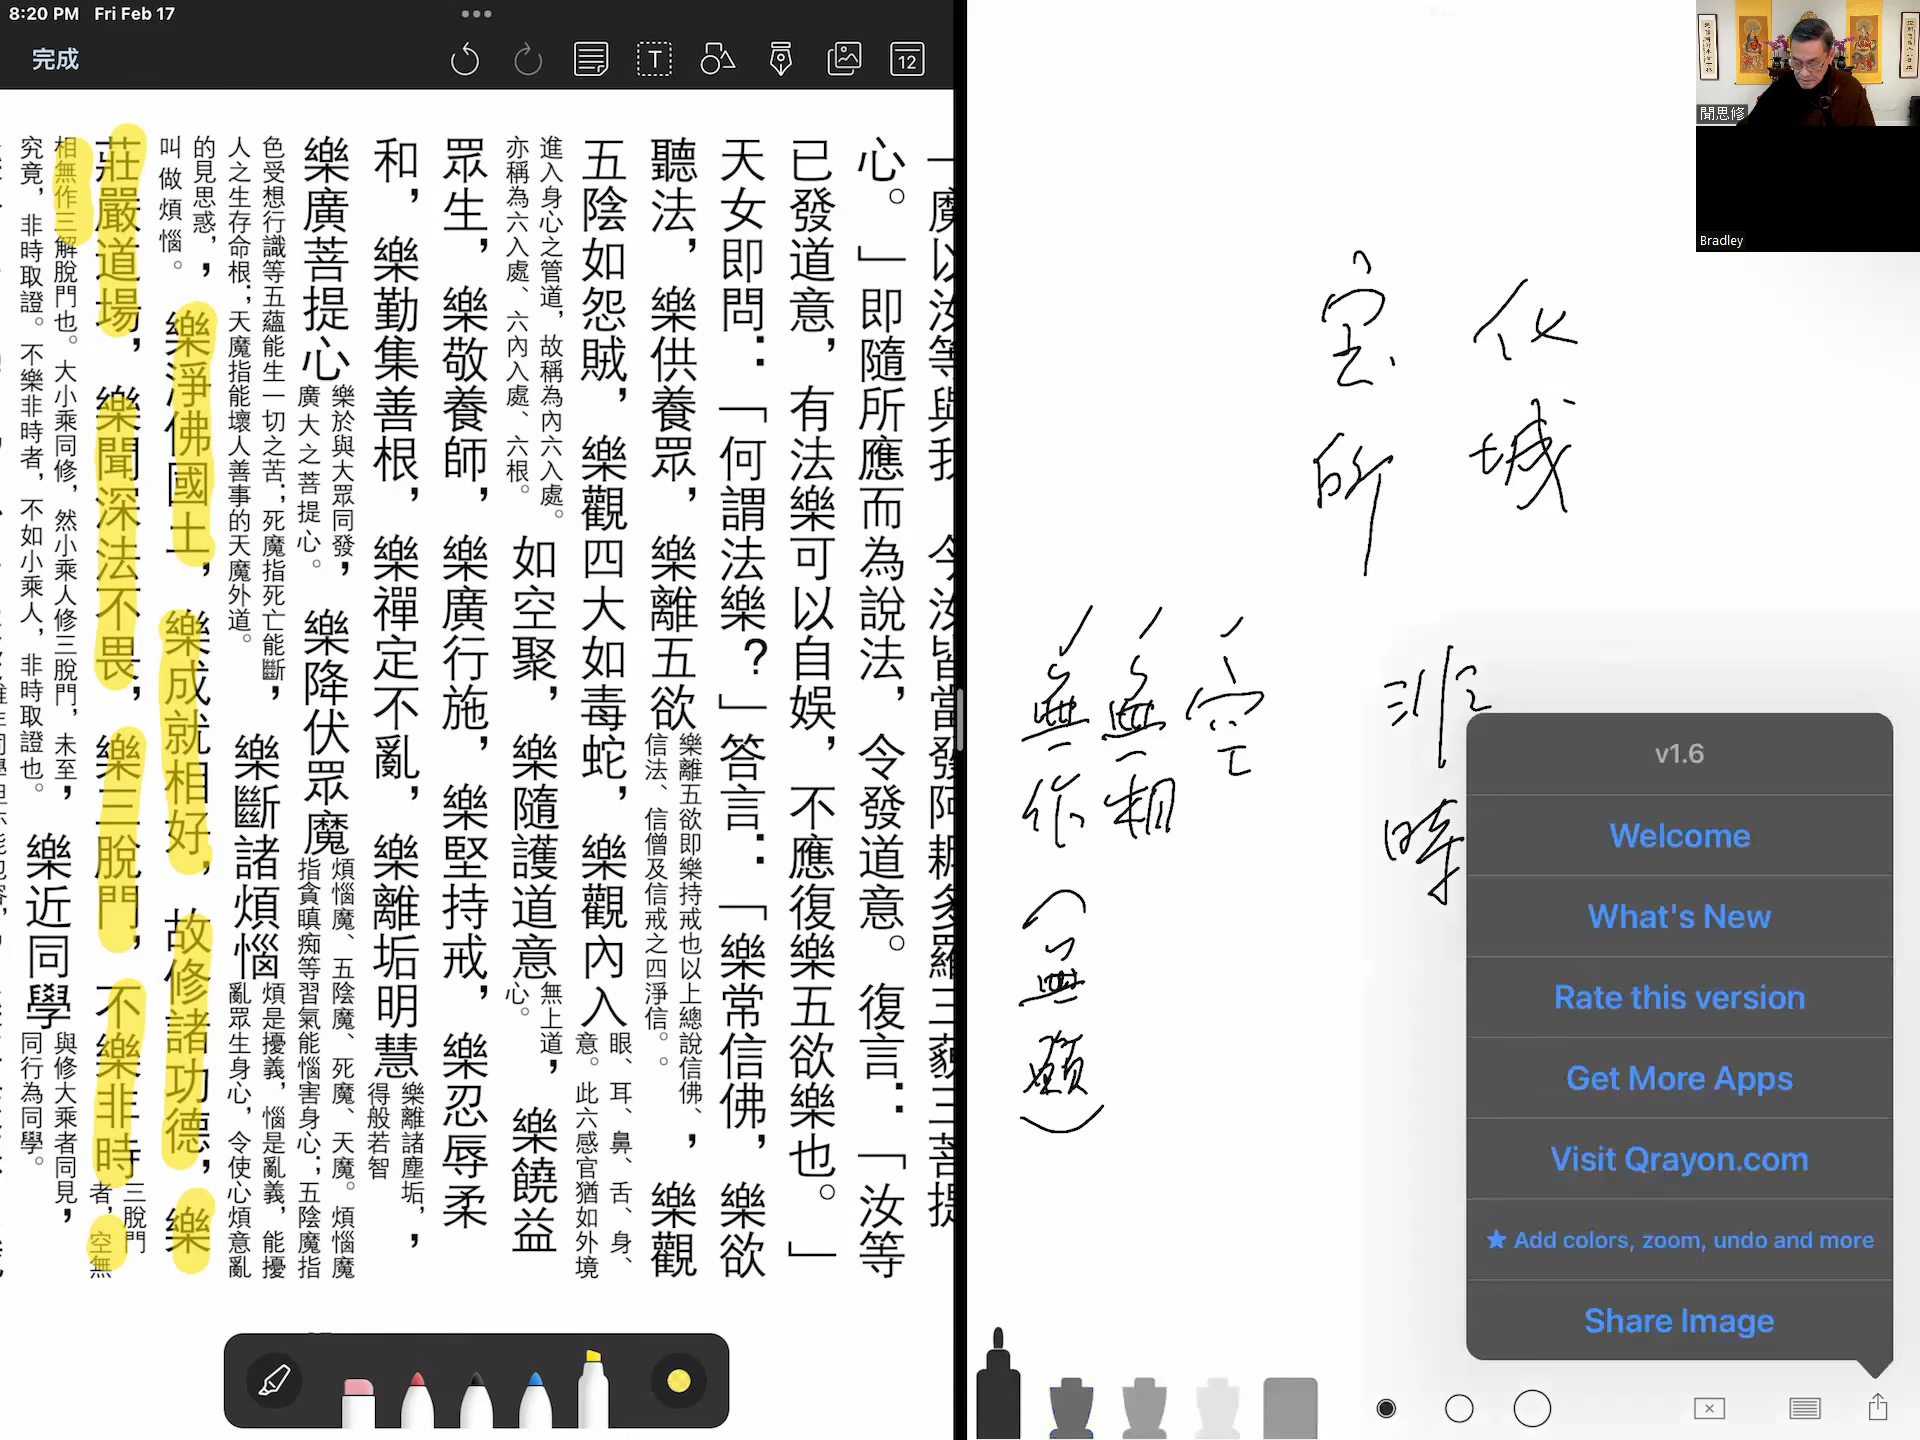 8:20 PM Fri Feb 17
完成
12
心。」即隨所應而為說法，令發道意。復言：「汝等
已發道意，有法樂可以自娛，不應復樂五欲樂也。」
天女即問：「何謂法樂？」答言：「樂常信佛，樂欲
聽法，樂供養眾，樂離五欲
樂離五欲即樂持戒也以上總說信佛、
信法、信僧及信戒之四淨信。。
，樂觀
五陰如怨賊，樂觀四大如毒蛇，樂觀內入
眼、耳、鼻、舌、身、
意。此六感官猶如外境
進入身心之管道，故稱為內六入處。
亦稱為六入處、六內入處、六根。
如空聚，樂隨護道意
無上道
心。
，樂饒益
眾生，樂敬養師，樂廣行施，樂堅持戒，樂忍辱柔
和，樂勤集善根，樂禪定不亂，樂離垢明慧
樂離諸塵垢，
得般若智
，
樂廣菩提心
樂於與大眾同發
廣大之菩提心。
，樂降伏眾魔
煩惱魔、五陰魔、死魔、天魔。煩惱魔
指貪瞋痴等習氣能惱害身心；五陰魔指
色受想行識等五蘊能生一切之苦；死魔指死亡能斷
人之生存命根；天魔指能壞人善事的天魔外道。
，樂斷諸煩惱
煩是擾義，惱是亂義，能擾
亂眾生身心，令使心煩意亂
的見思惑，
叫做煩惱。
，樂淨佛國土，樂成就相好，故修諸功德，樂
莊嚴道場，樂聞深法不畏，樂三脫門，不樂非時
三脫門
者，空無
相無作三解脫門也。大小乘同修，然小乘人修三脫門，未至
究竟，非時取證。不樂非時者，不如小乘人，非時取證也。
，樂近同學
與修大乘者同見，
同行為同學。
，
化城
宝所
非時
空
無相
無作（無願）
聞思修
Bradley
v1.6
Welcome
What's New
Rate this version
Get More Apps
Visit Qrayon.com
★ Add colors, zoom, undo and more
Share Image